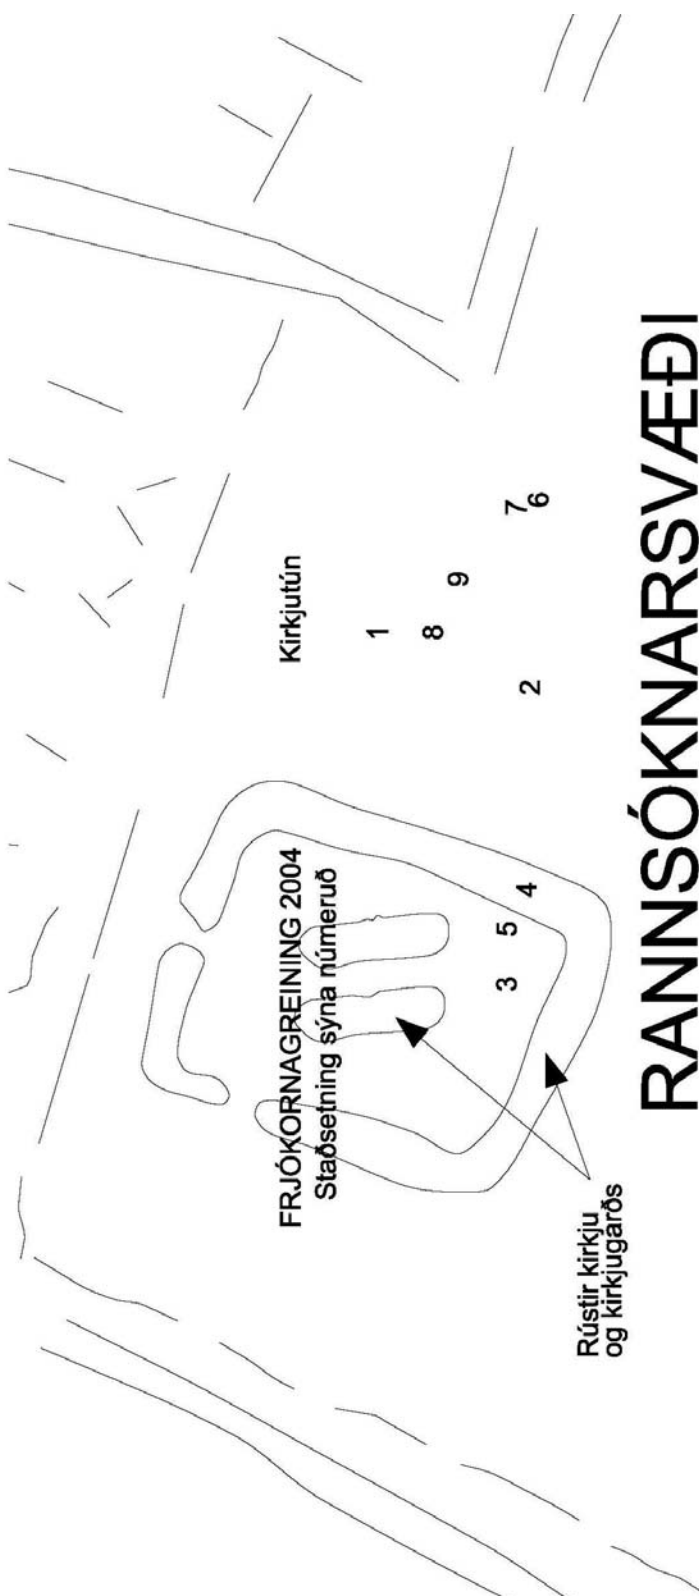 FRJÓKORNAGREINING 2004
Staðsetning sýna númeruð
Kirkjutún
1
8
9
2
7
6
3
5
4
Rústir kirkju
og kirkjugarðs
RANNSÓKNARSVÆÐI